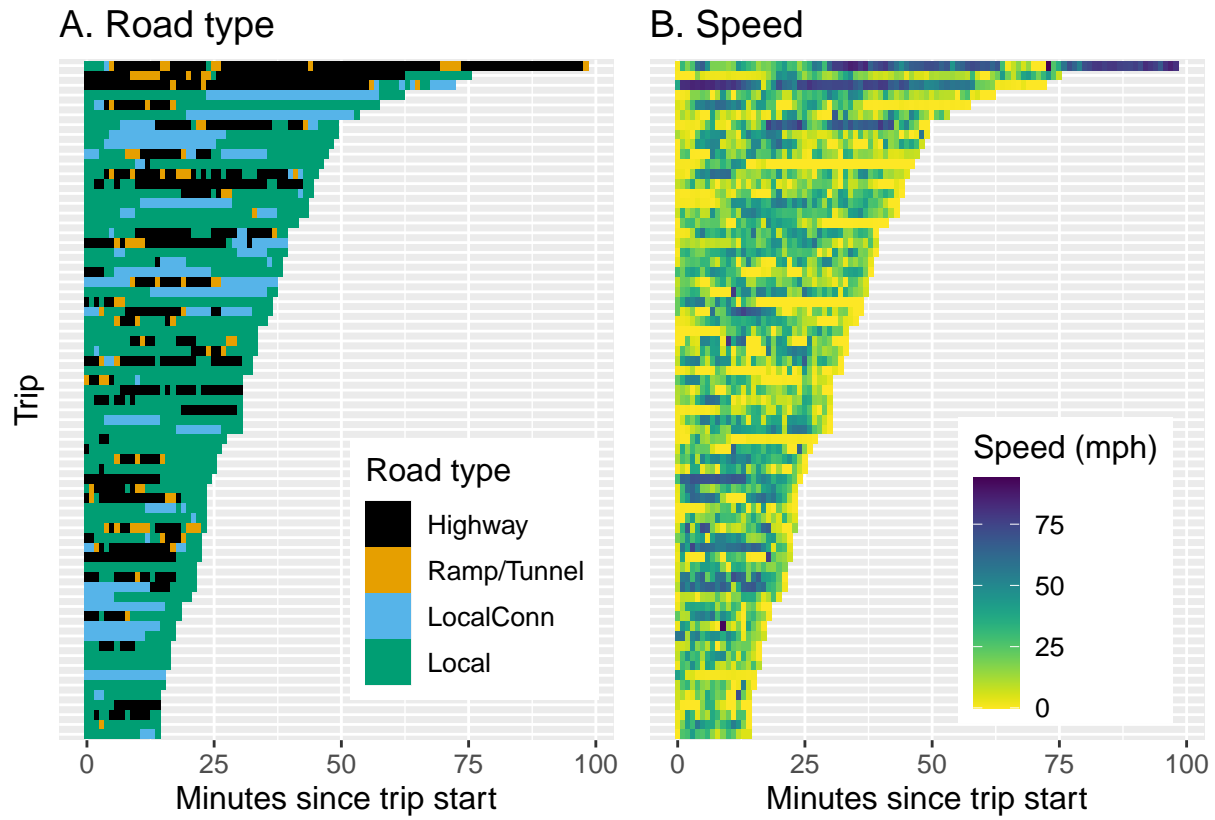 A. Road type
B. Speed
Trip
Road type
Highway
Ramp/Tunnel
LocalConn
Local
0
25
50
75
100
Minutes since trip start
Speed (mph)
75
50
25
0
0
25
50
75
100
Minutes since trip start